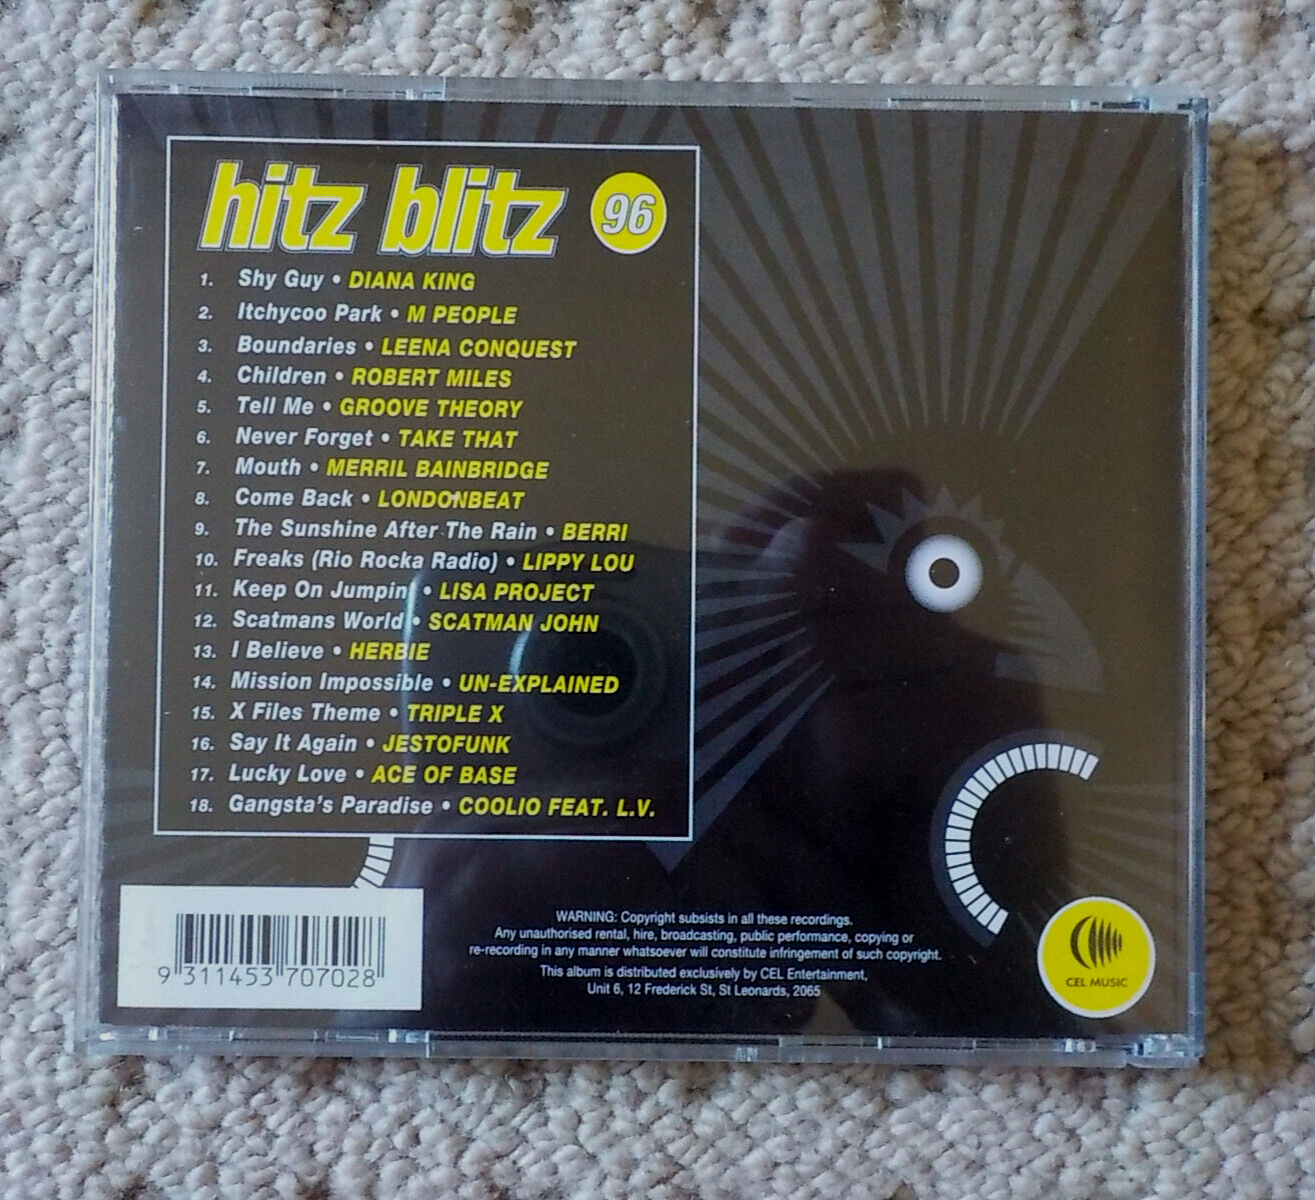 hitz blitz 96
1. Shy Guy • DIANA KING
2. Itchycoo Park • M PEOPLE
3. Boundaries • LEENA CONQUEST
4. Children • ROBERT MILES
5. Tell Me • GROOVE THEORY
6. Never Forget • TAKE THAT
7. Mouth • MERRIL BAINBRIDGE
8. Come Back • LONDONBEAT
9. The Sunshine After The Rain • BERRI
10. Freaks (Rio Rocka Radio) • LIPPY LOU
11. Keep On Jumpin' • LISA PROJECT
12. Scatmans World • SCATMAN JOHN
13. I Believe • HERBIE
14. Mission Impossible • UN-EXPLAINED
15. X Files Theme • TRIPLE X
16. Say It Again • JESTOFUNK
17. Lucky Love • ACE OF BASE
18. Gangsta's Paradise • COOLIO FEAT. L.V.
9 311453 707028
WARNING: Copyright subsists in all these recordings.
Any unauthorised rental, hire, broadcasting, public performance, copying or
re-recording in any manner whatsoever will constitute infringement of such copyright.
This album is distributed exclusively by CEL Entertainment,
Unit 6, 12 Frederick St, St Leonards, 2065
CEL MUSIC